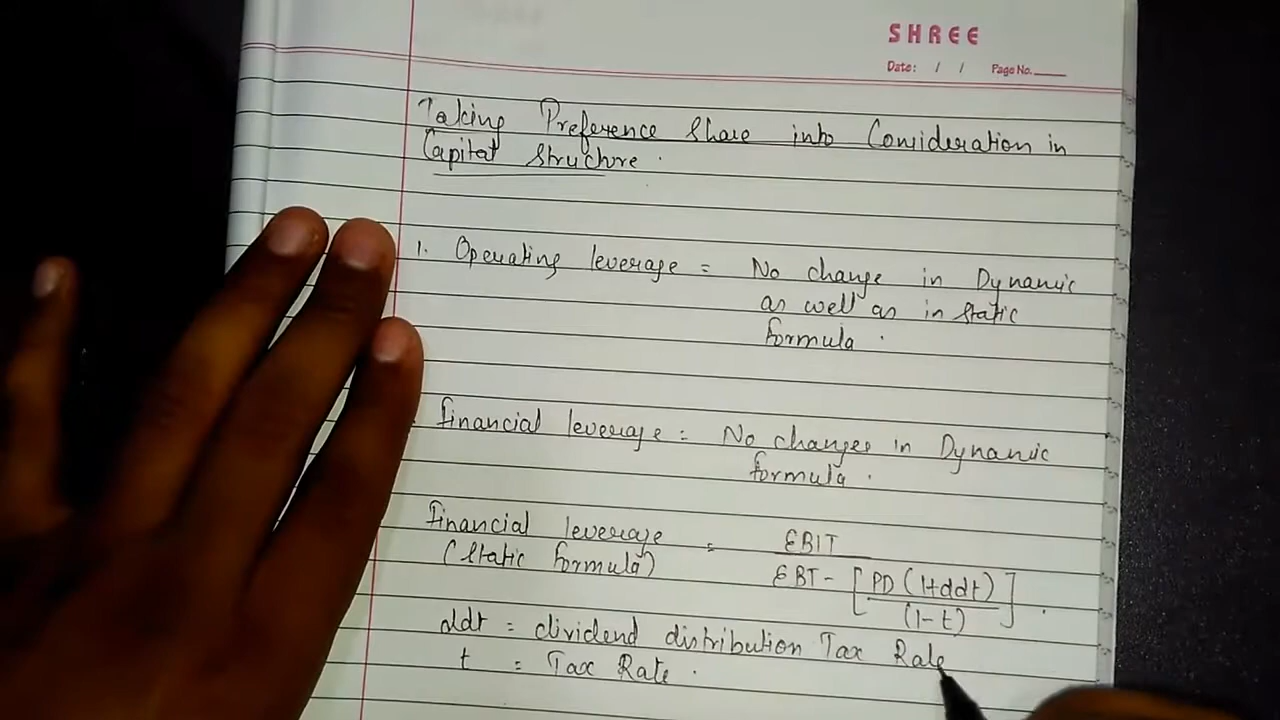 SHREE
Date: / / Page No.
Taking Preference Share into Consideration in
Capital Structure.
1. Operating leverage = No change in Dynamic
as well as in static
formula.
financial leverage = No changes in Dynamic
formula.
financial leverage = EBIT
(static formula) EBT - [PD (1+ddt)
(1-t)].
ddt = dividend distribution Tax Rate
t = Tax Rate.